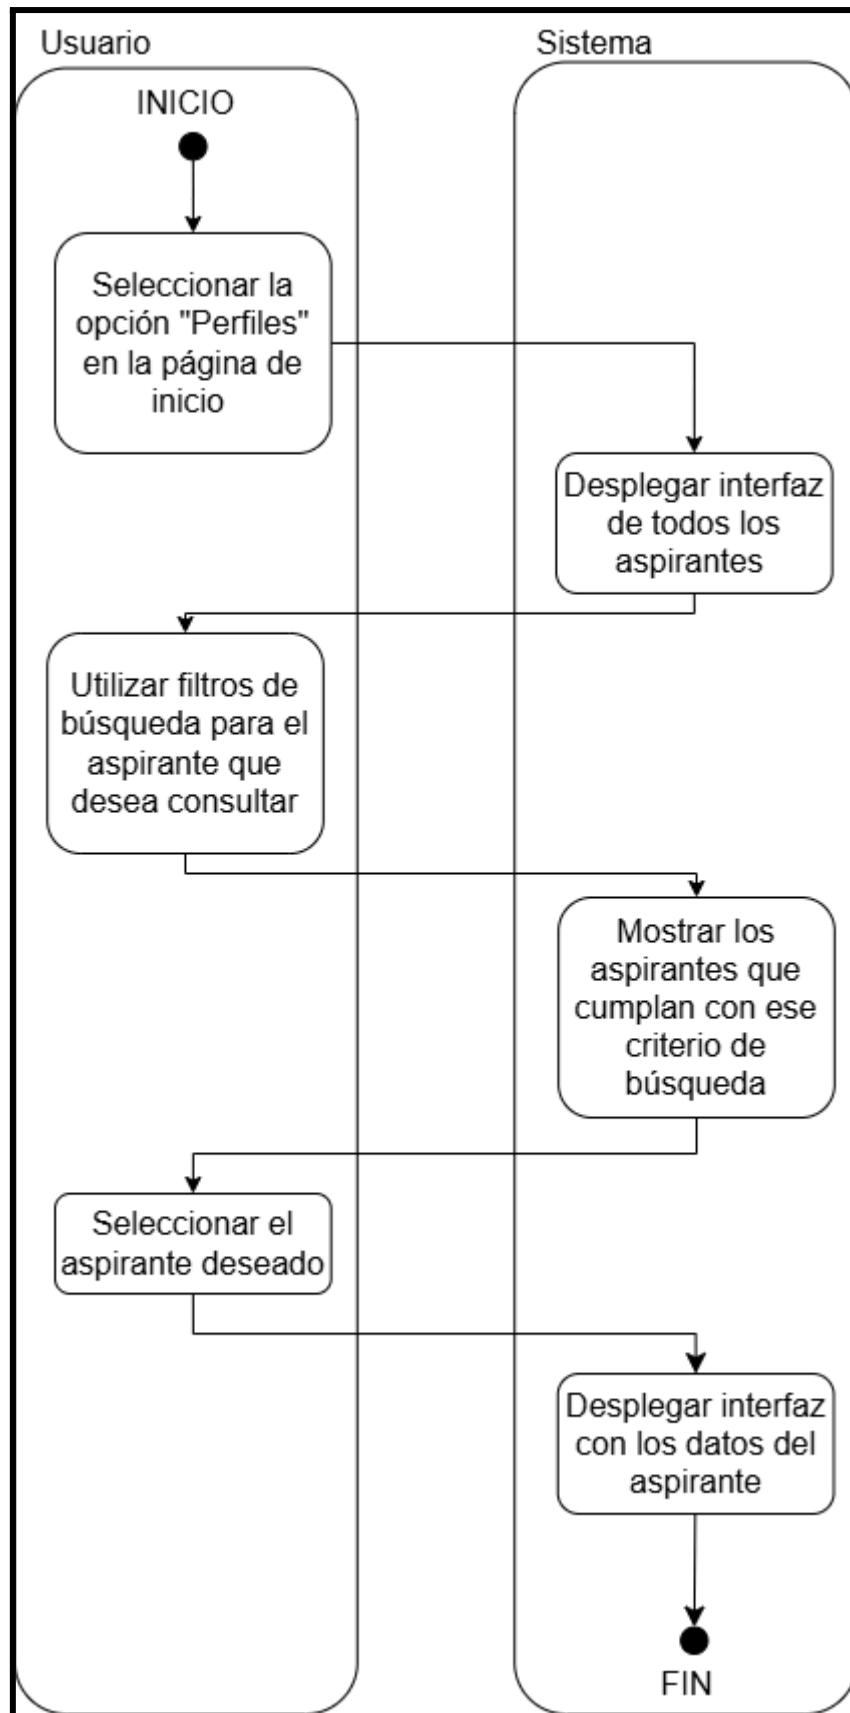 Usuario
Sistema
INICIO
Seleccionar la
opción "Perfiles"
en la página de
inicio
Desplegar interfaz
de todos los
aspirantes
Utilizar filtros de
búsqueda para el
aspirante que
desea consultar
Mostrar los
aspirantes que
cumplan con ese
criterio de
búsqueda
Seleccionar el
aspirante deseado
Desplegar interfaz
con los datos del
aspirante
FIN